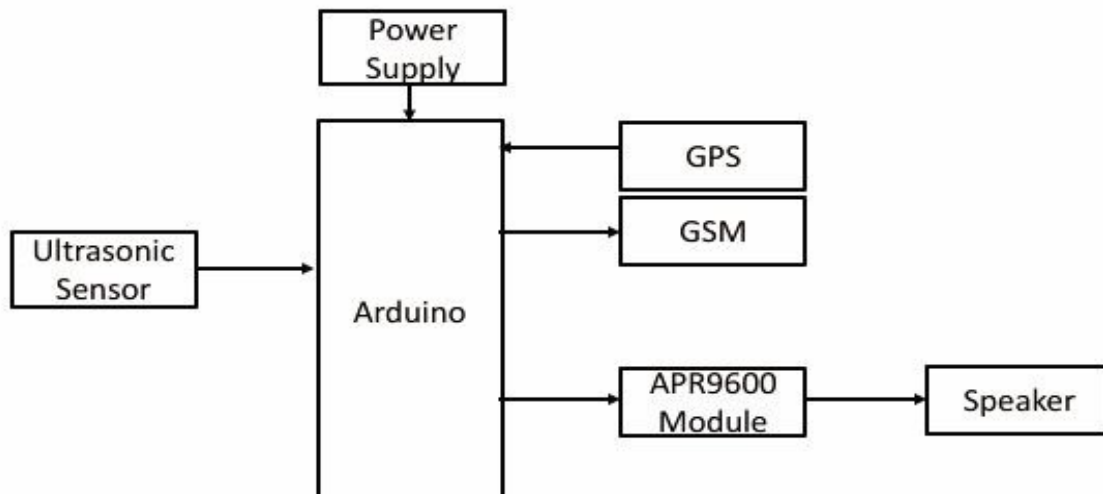 Power
Supply
GPS
GSM
Ultrasonic
Sensor
Arduino
APR9600
Module
Speaker